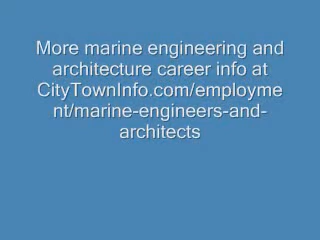 More marine engineering and
architecture career info at
CityTownInfo.com/employme
nt/marine-engineers-and-
architects